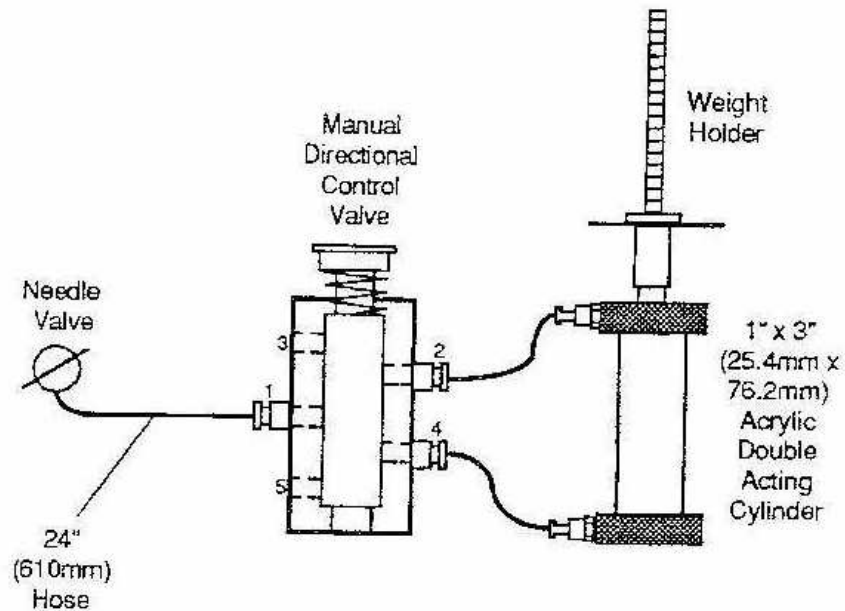 Weight
Holder
Manual
Directional
Control
Valve
Needle
Valve
3
2
1
4
5
1" x 3"
(25.4mm x
76.2mm)
Acrylic
Double
Acting
Cylinder
24"
(610mm)
Hose